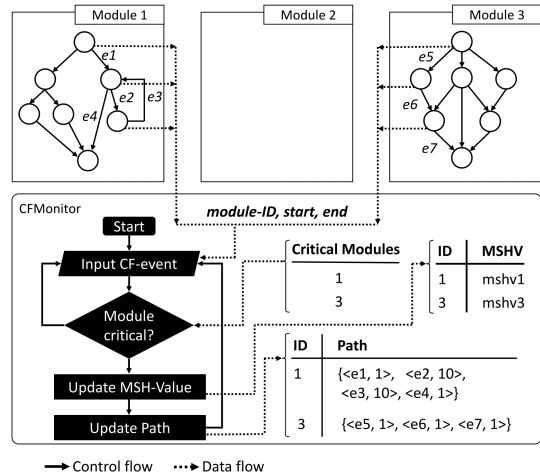 Module 1
Module 2
Module 3
e1
e2
e3
e4
e5
e6
e7
CFMonitor
module-ID, start, end
Start
Input CF-event
Module
critical?
Update MSH-Value
Update Path
Critical Modules
1
3
ID MSHV
1 mshv1
3 mshv3
ID Path
1 {<e1, 1>, <e2, 10>,
<e3, 10>, <e4, 1>}
3 {<e5, 1>, <e6, 1>, <e7, 1>}
Control flow
Data flow